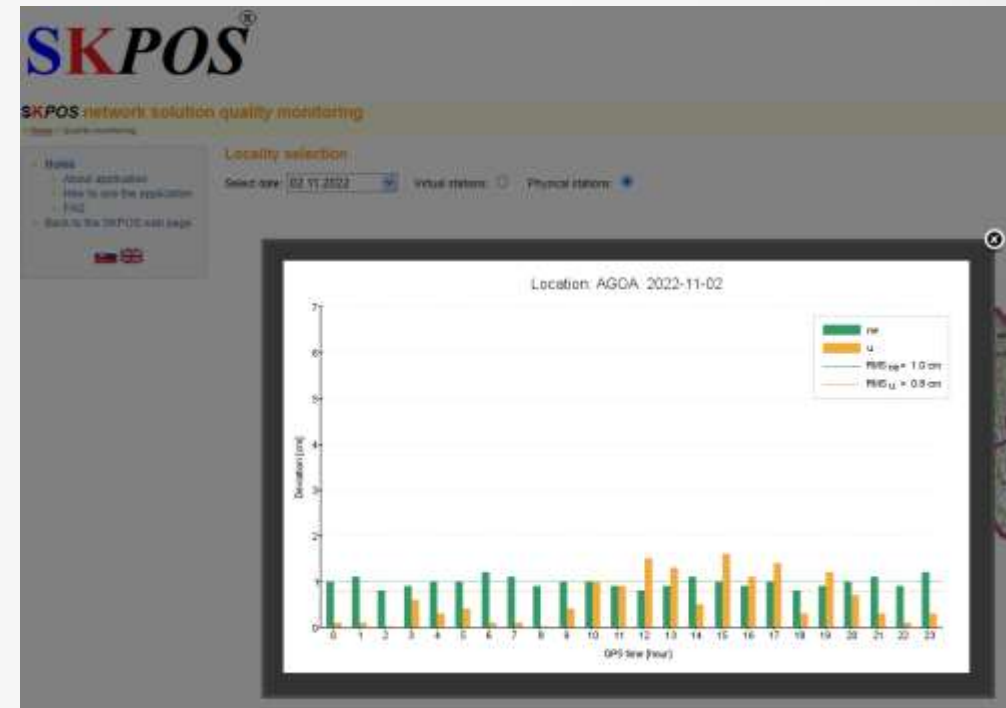 SKPOS®
SKPOS network solution quality monitoring
Home > Quality monitoring
Locality selection
Home
About application
How to use the application
FAQ
Back to the SKPOS web page
Select date: 02.11.2022 Virtual stations: Physical stations:
Location: AGOA 2022-11-02
7
6
5
4
3
2
1
0
Deviation [cm]
ne
u
RMS ne = 1.0 cm
RMS u = 0.8 cm
0 1 2 3 4 5 6 7 8 9 10 11 12 13 14 15 16 17 18 19 20 21 22 23
GPS time [hour]